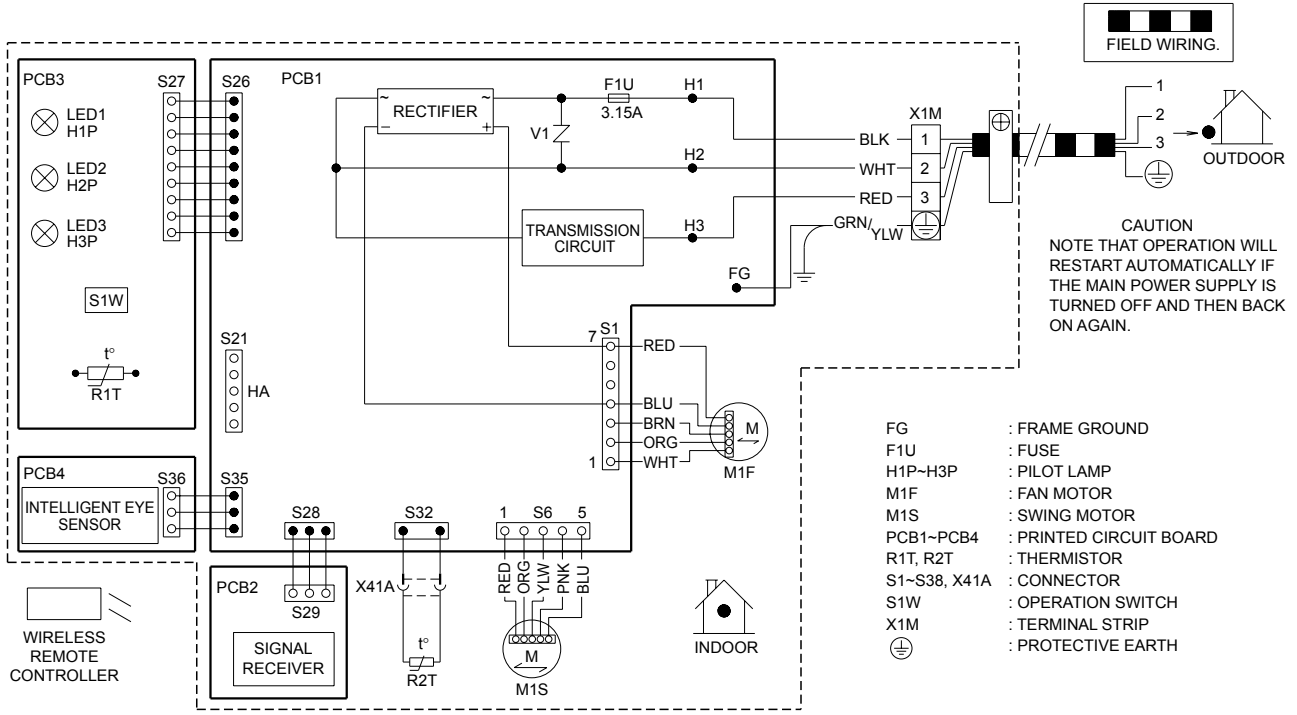 FIELD WIRING.
PCB3
S27
S26
PCB1
LED1
H1P
LED2
H2P
LED3
H3P
S1W
t°
R1T
RECTIFIER
~
~
−
+
V1
F1U
3.15A
H1
H2
H3
TRANSMISSION
CIRCUIT
FG
BLK
WHT
RED
GRN/
YLW
X1M
1
2
3
1
2
3
OUTDOOR
CAUTION
NOTE THAT OPERATION WILL
RESTART AUTOMATICALLY IF
THE MAIN POWER SUPPLY IS
TURNED OFF AND THEN BACK
ON AGAIN.
S21
HA
7
S1
RED
BLU
BRN
ORG
1
WHT
M
M1F
PCB4
S36
S35
INTELLIGENT EYE
SENSOR
S28
S32
1 S6 5
RED
ORG
YLW
PNK
BLU
X41A
PCB2
S29
SIGNAL
RECEIVER
t°
R2T
M
M1S
WIRELESS
REMOTE
CONTROLLER
INDOOR
FG : FRAME GROUND
F1U : FUSE
H1P~H3P : PILOT LAMP
M1F : FAN MOTOR
M1S : SWING MOTOR
PCB1~PCB4 : PRINTED CIRCUIT BOARD
R1T, R2T : THERMISTOR
S1~S38, X41A : CONNECTOR
S1W : OPERATION SWITCH
X1M : TERMINAL STRIP
: PROTECTIVE EARTH